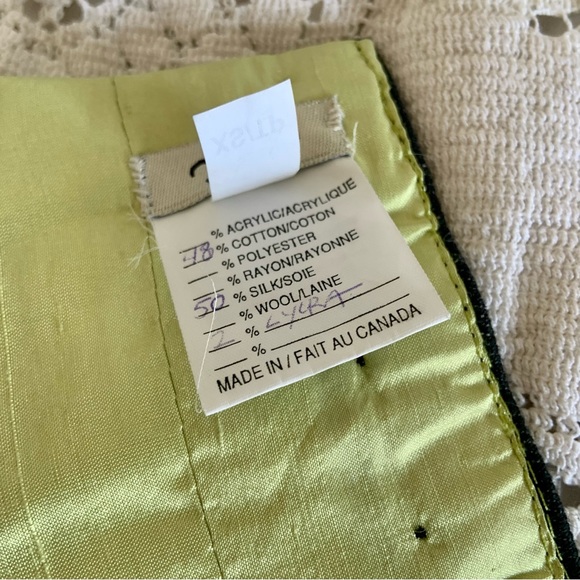 % ACRYLIC/ACRYLIQUE
48 % COTTON/COTON
% POLYESTER
% RAYON/RAYONNE
50 % SILK/SOIE
% WOOL/LAINE
2 % LYCRA
%
MADE IN / FAIT AU CANADA